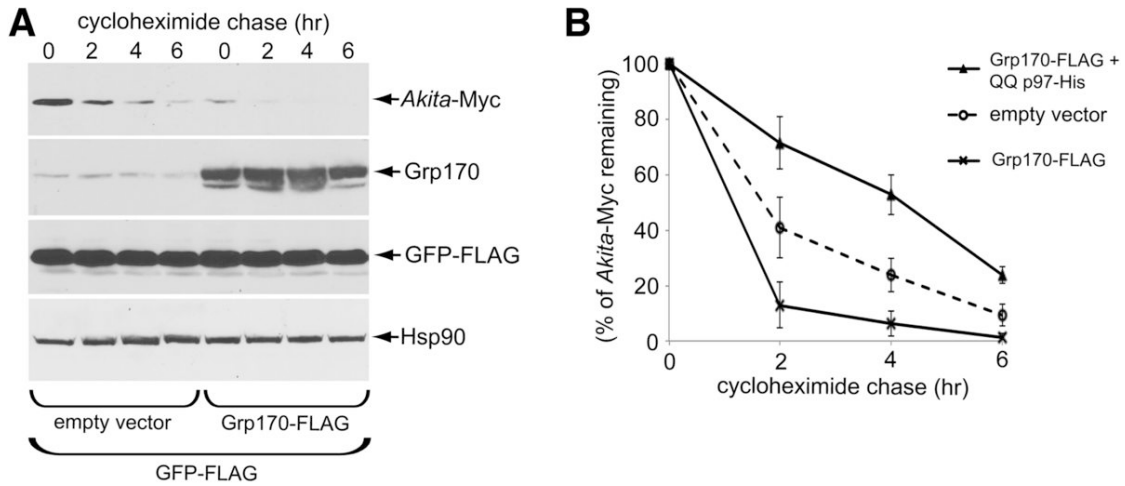 A
cycloheximide chase (hr)
0 2 4 6 0 2 4 6
Akita-Myc
Grp170
GFP-FLAG
Hsp90
empty vector
Grp170-FLAG
GFP-FLAG
B
(% of Akita-Myc remaining)
100
80
60
40
20
0
0 2 4 6
cycloheximide chase (hr)
Grp170-FLAG +
QQ p97-His
empty vector
Grp170-FLAG